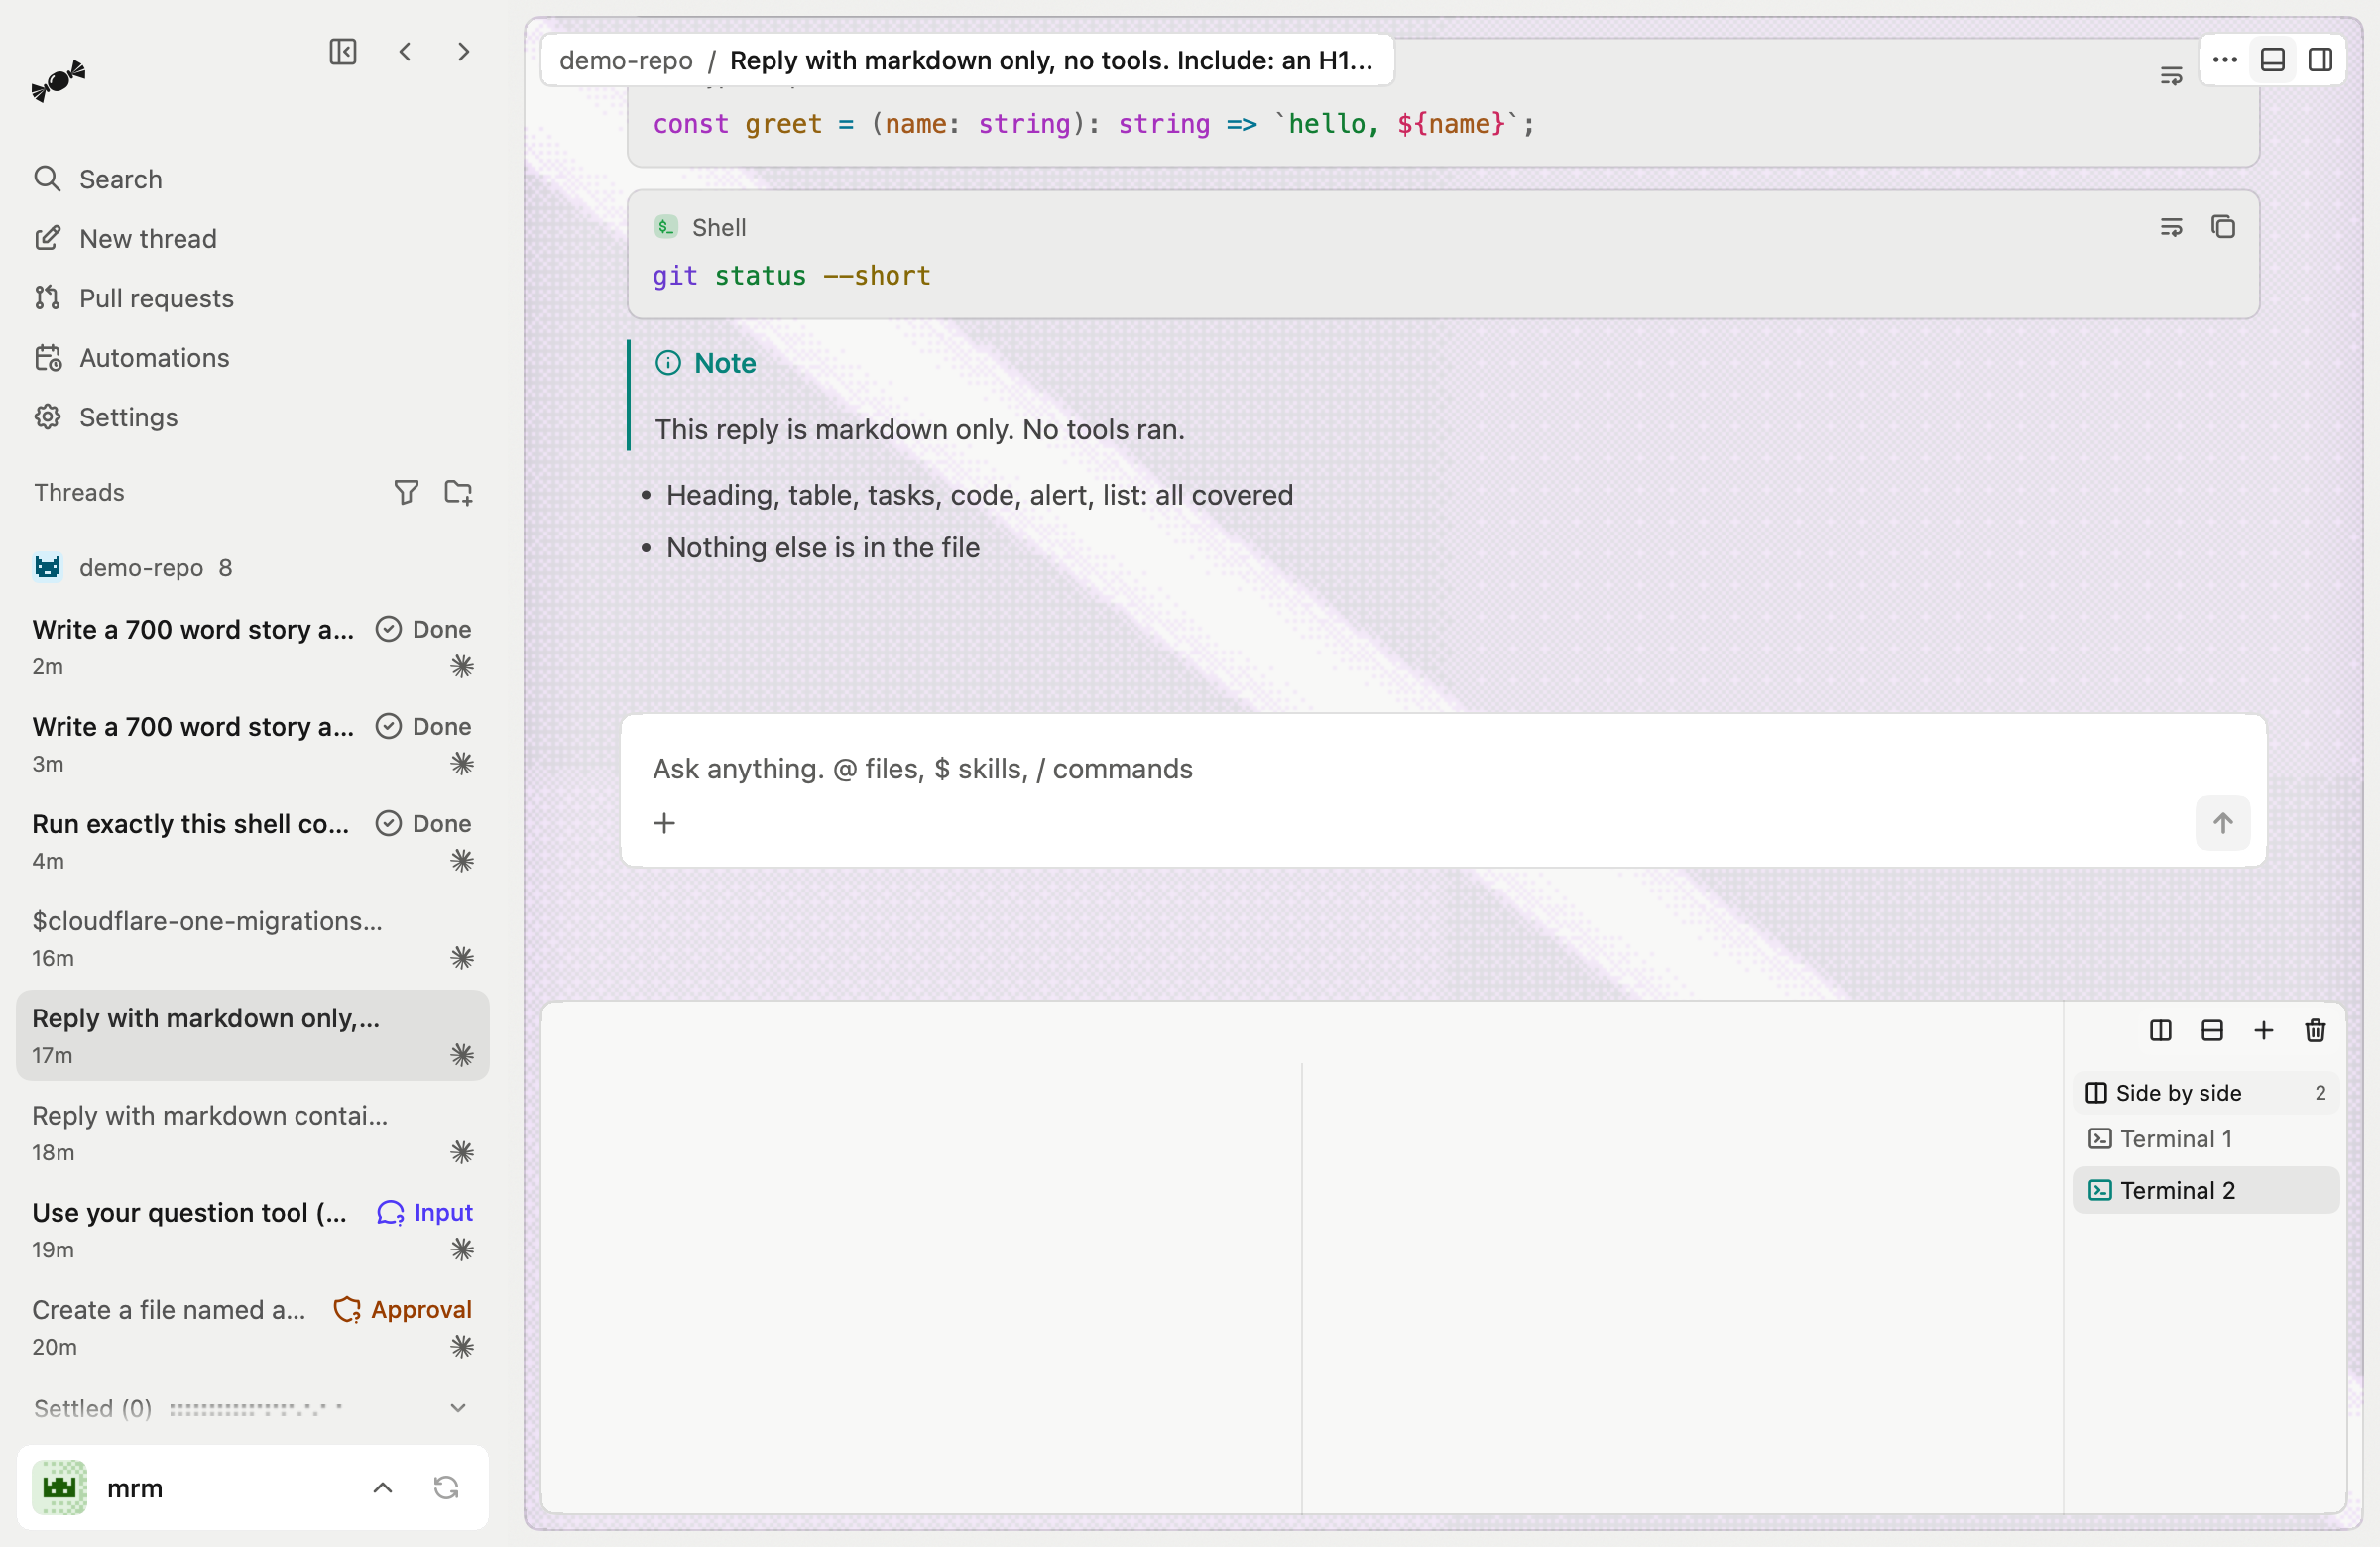 Search
New thread
Pull requests
Automations
Settings
Threads
demo-repo 8
Write a 700 word story a... Done
2m
Write a 700 word story a... Done
3m
Run exactly this shell co... Done
4m
$cloudflare-one-migrations...
16m
Reply with markdown only,...
17m
Reply with markdown contai...
18m
Use your question tool (... Input
19m
Create a file named a... Approval
20m
Settled (0)
mrm
demo-repo / Reply with markdown only, no tools. Include: an H1...
const greet = (name: string): string => `hello, ${name}`;
$_ Shell
git status --short
Note
This reply is markdown only. No tools ran.
• Heading, table, tasks, code, alert, list: all covered
• Nothing else is in the file
Ask anything. @ files, $ skills, / commands
Side by side 2
Terminal 1
Terminal 2